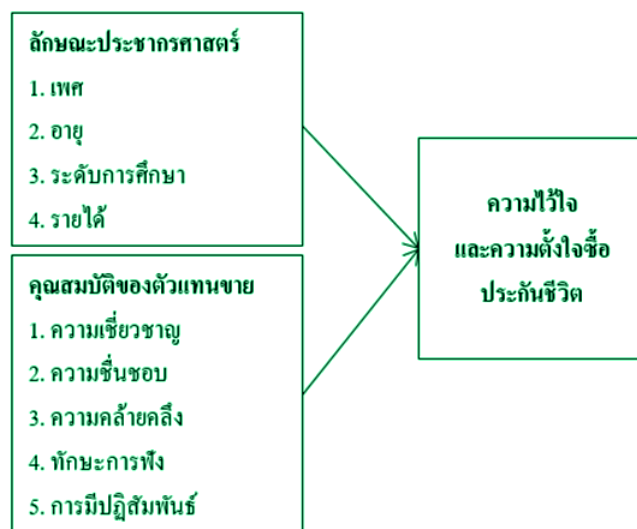 ลักษณะประชากรศาสตร์
1. เพศ
2. อายุ
3. ระดับการศึกษา
4. รายได้
คุณสมบัติของตัวแทนขาย
1. ความเชี่ยวชาญ
2. ความชื่นชอบ
3. ความคล้ายคลึง
4. ทักษะการฟัง
5. การมีปฏิสัมพันธ์
ความไว้ใจ
และความตั้งใจซื้อ
ประกันชีวิต